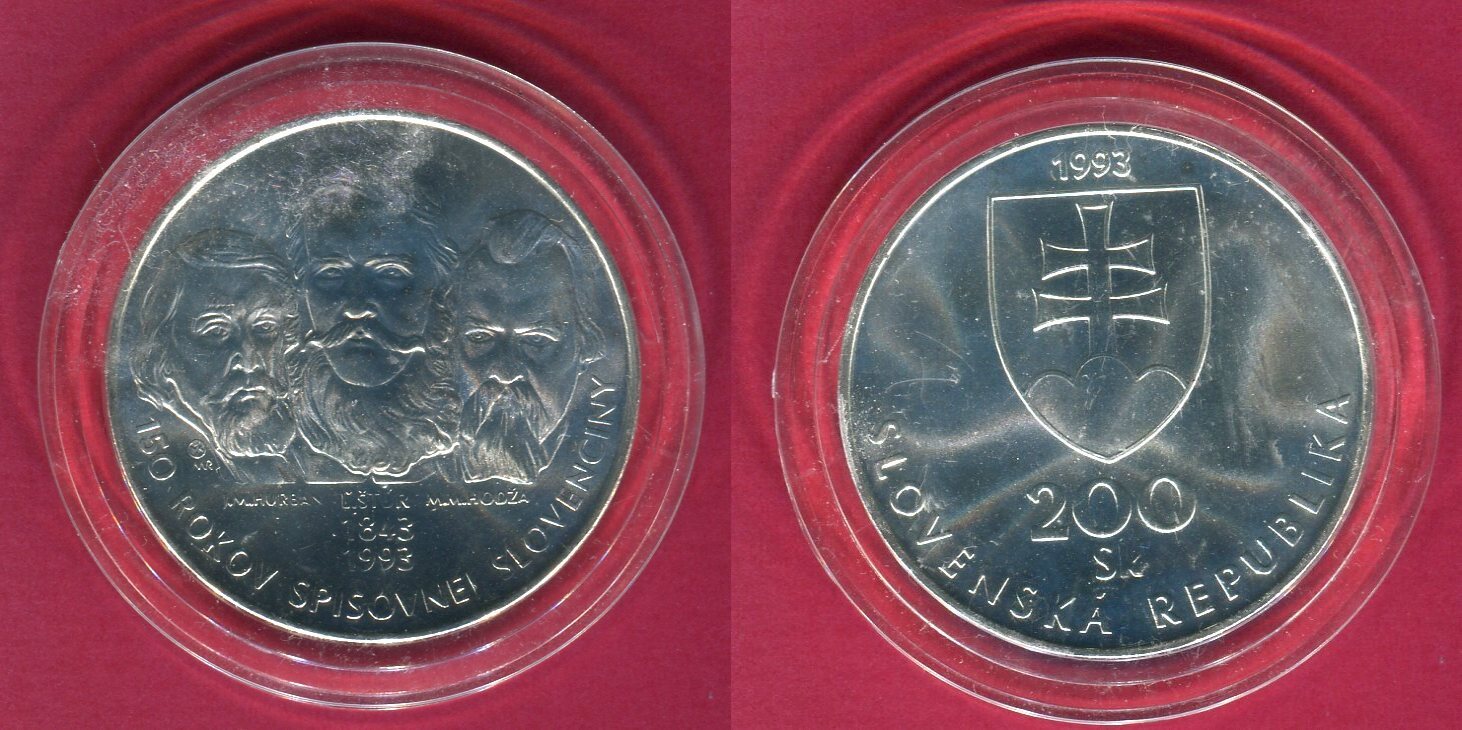 J.M.HURBAN Ľ.ŠTÚR M.M.HODŽA
1843
1993
150 ROKOV SPISOVNEJ SLOVENČINY
1993
200
Sk
SLOVENSKÁ REPUBLIKA